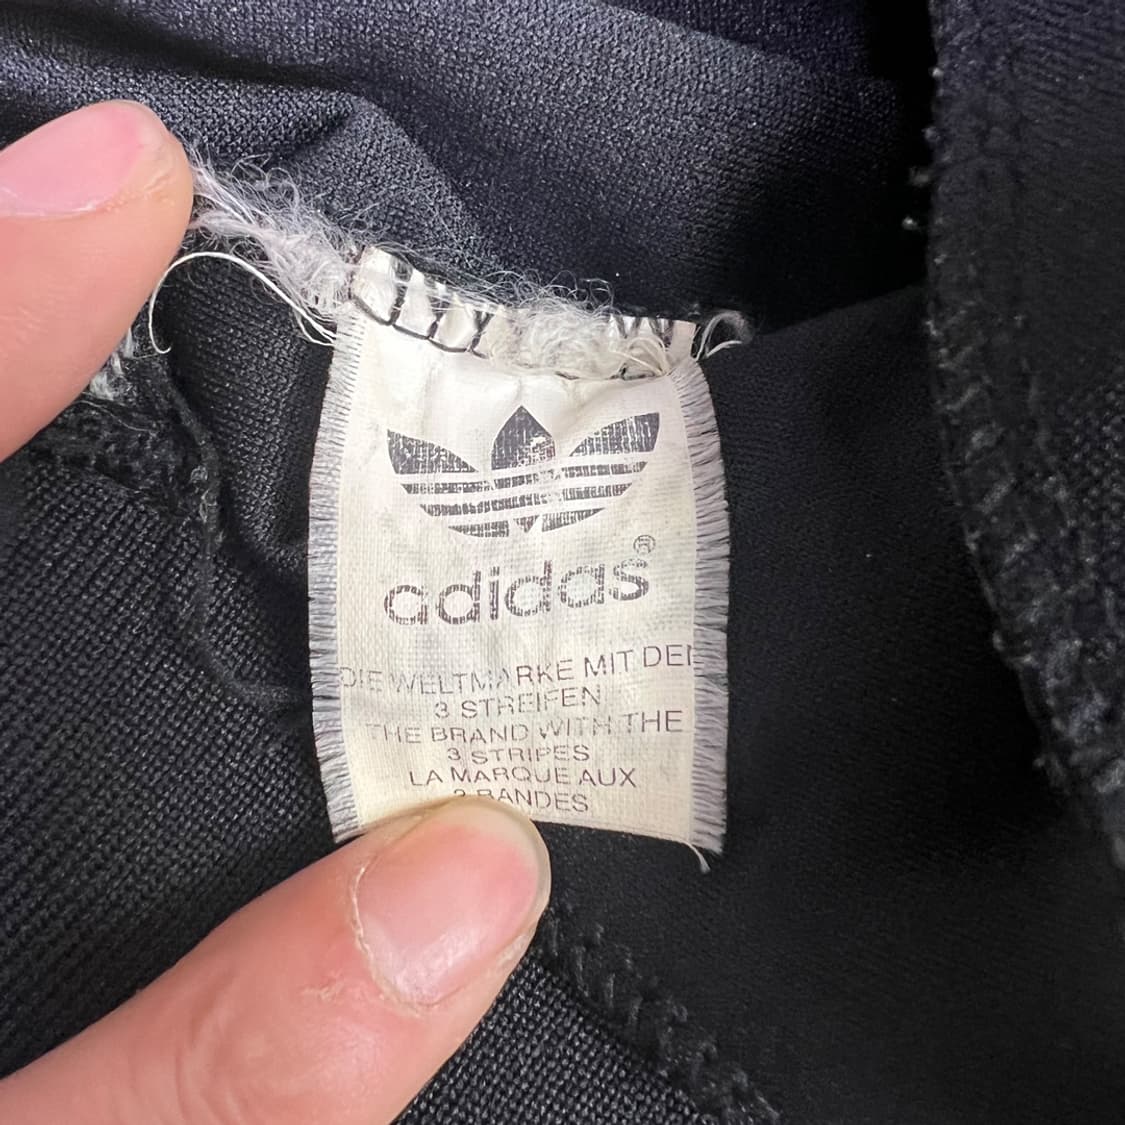 adidas®
DIE WELTMARKE MIT DEN
3 STREIFEN
THE BRAND WITH THE
3 STRIPES
LA MARQUE AUX
3 BANDES